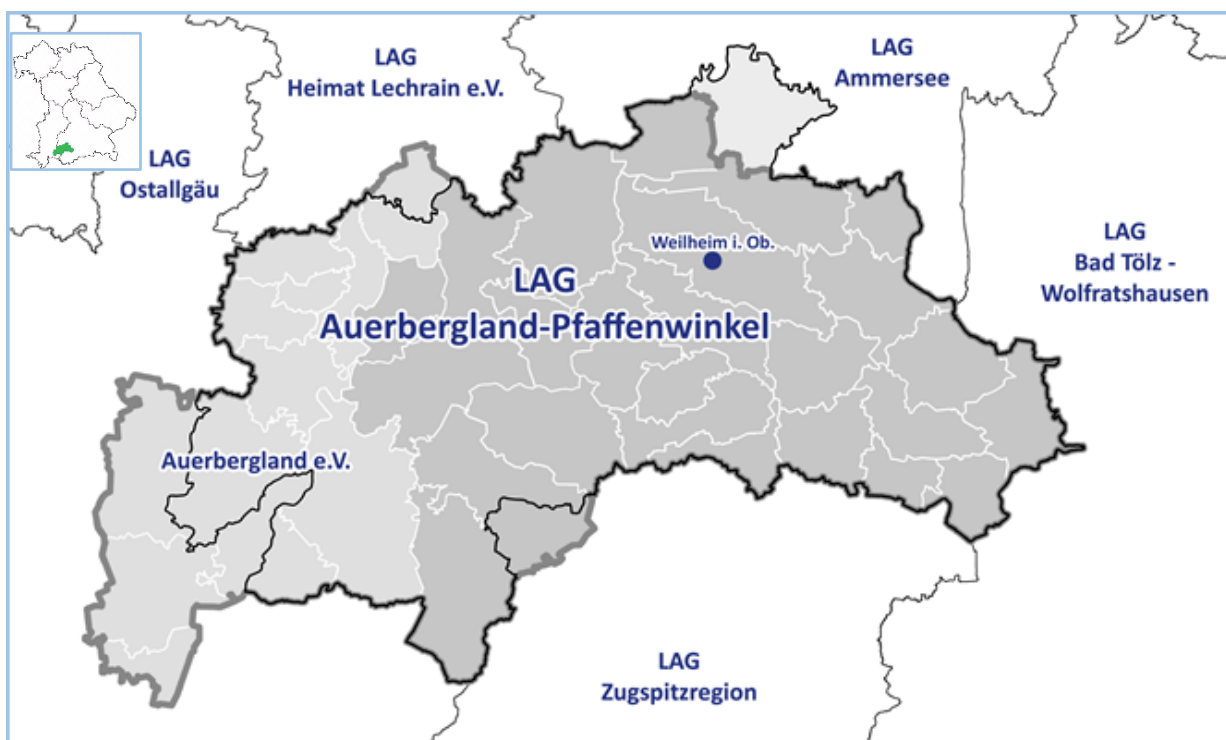 LAG
Heimat Lechrain e.V.
LAG
Ammersee
LAG
Ostallgäu
Weilheim i. Ob.
LAG
Bad Tölz -
Wolfratshausen
LAG
Auerbergland-Pfaffenwinkel
Auerbergland e.V.
LAG
Zugspitzregion